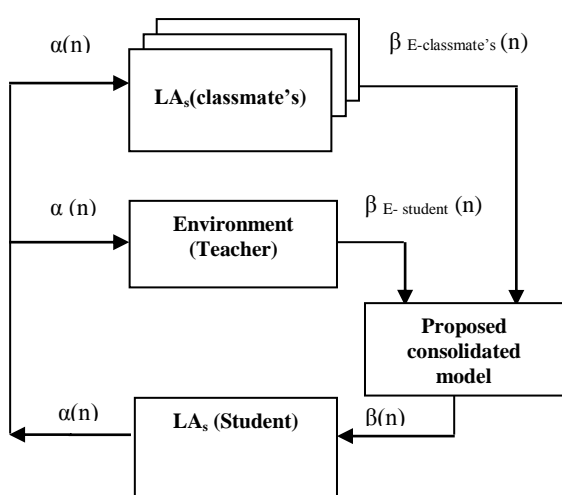 α(n)
β E-classmate's (n)
LAs(classmate's)
α (n)
β E- student (n)
Environment
(Teacher)
Proposed
consolidated
model
α(n)
LAs (Student)
β(n)